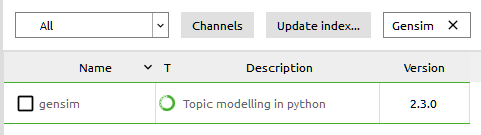 All Channels Update index... Gensim
Name T Description Version
gensim Topic modelling in python 2.3.0